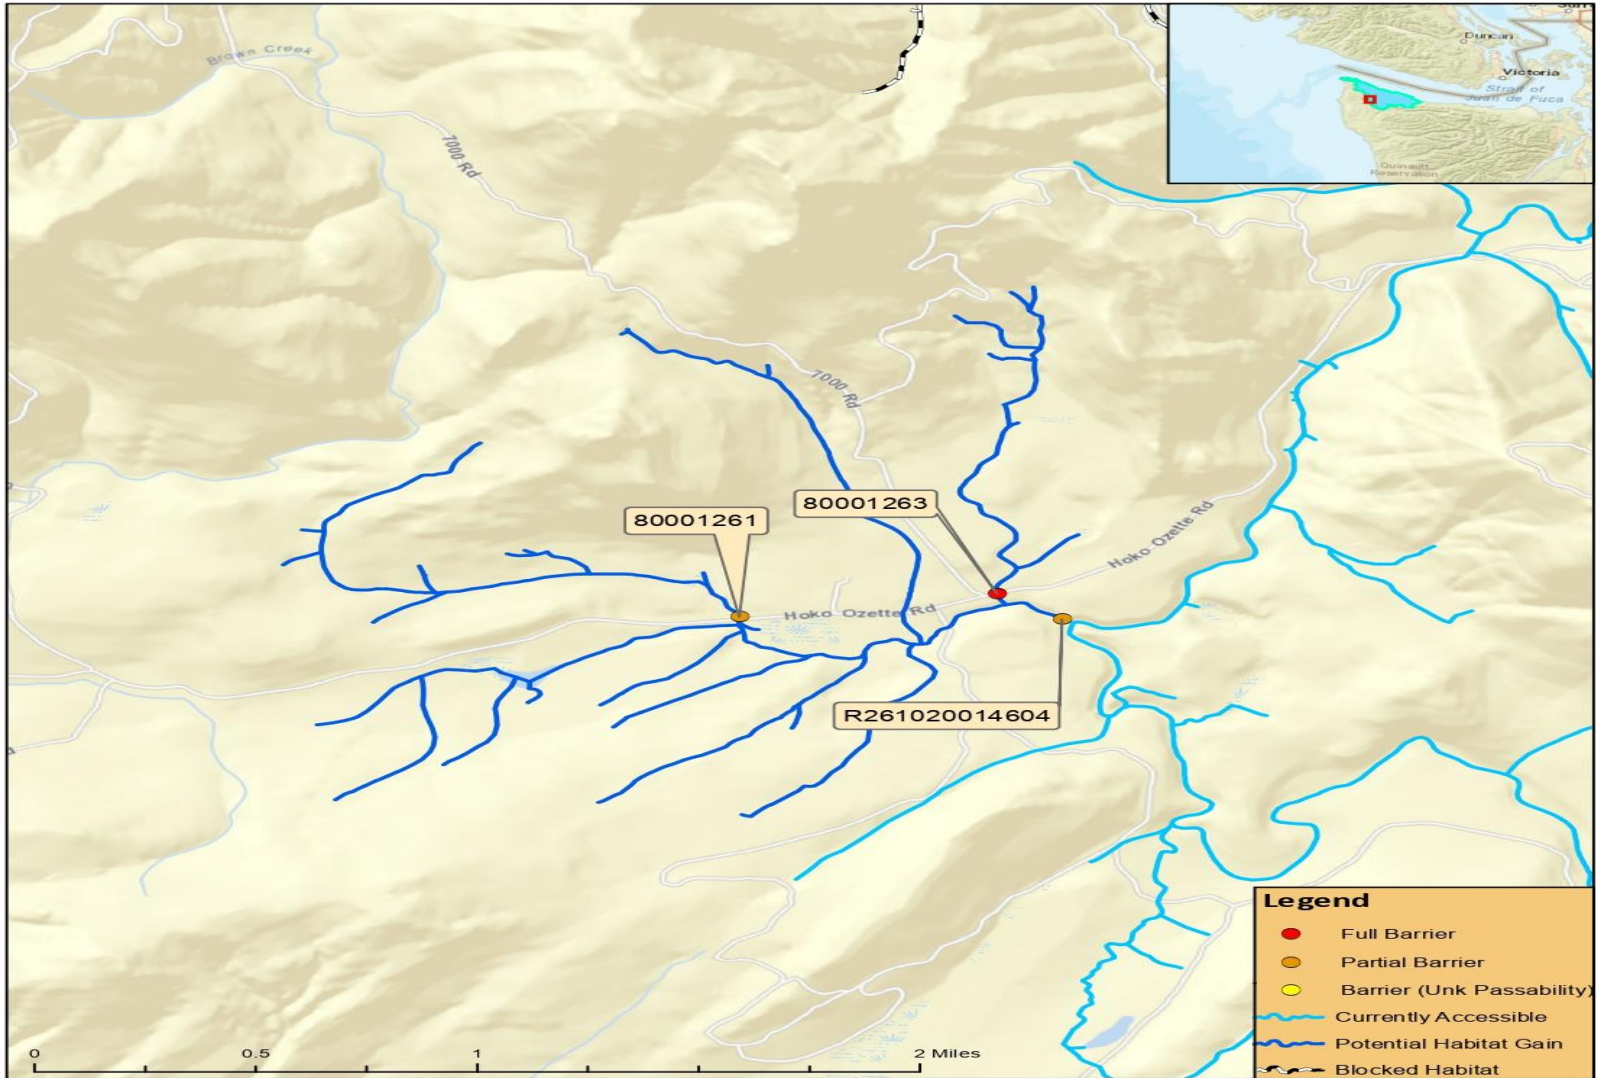 Brown Creek
7000 Rd
Duncan
Victoria
Strait of
Juan de Fuca
Quinault
Reservation
7000 Rd
80001263
80001261
Hoko Ozette Rd
Hoko Ozette Rd
R261020014604
Legend
Full Barrier
Partial Barrier
Barrier (Unk Passability)
Currently Accessible
Potential Habitat Gain
Blocked Habitat
0 0.5 1 2 Miles